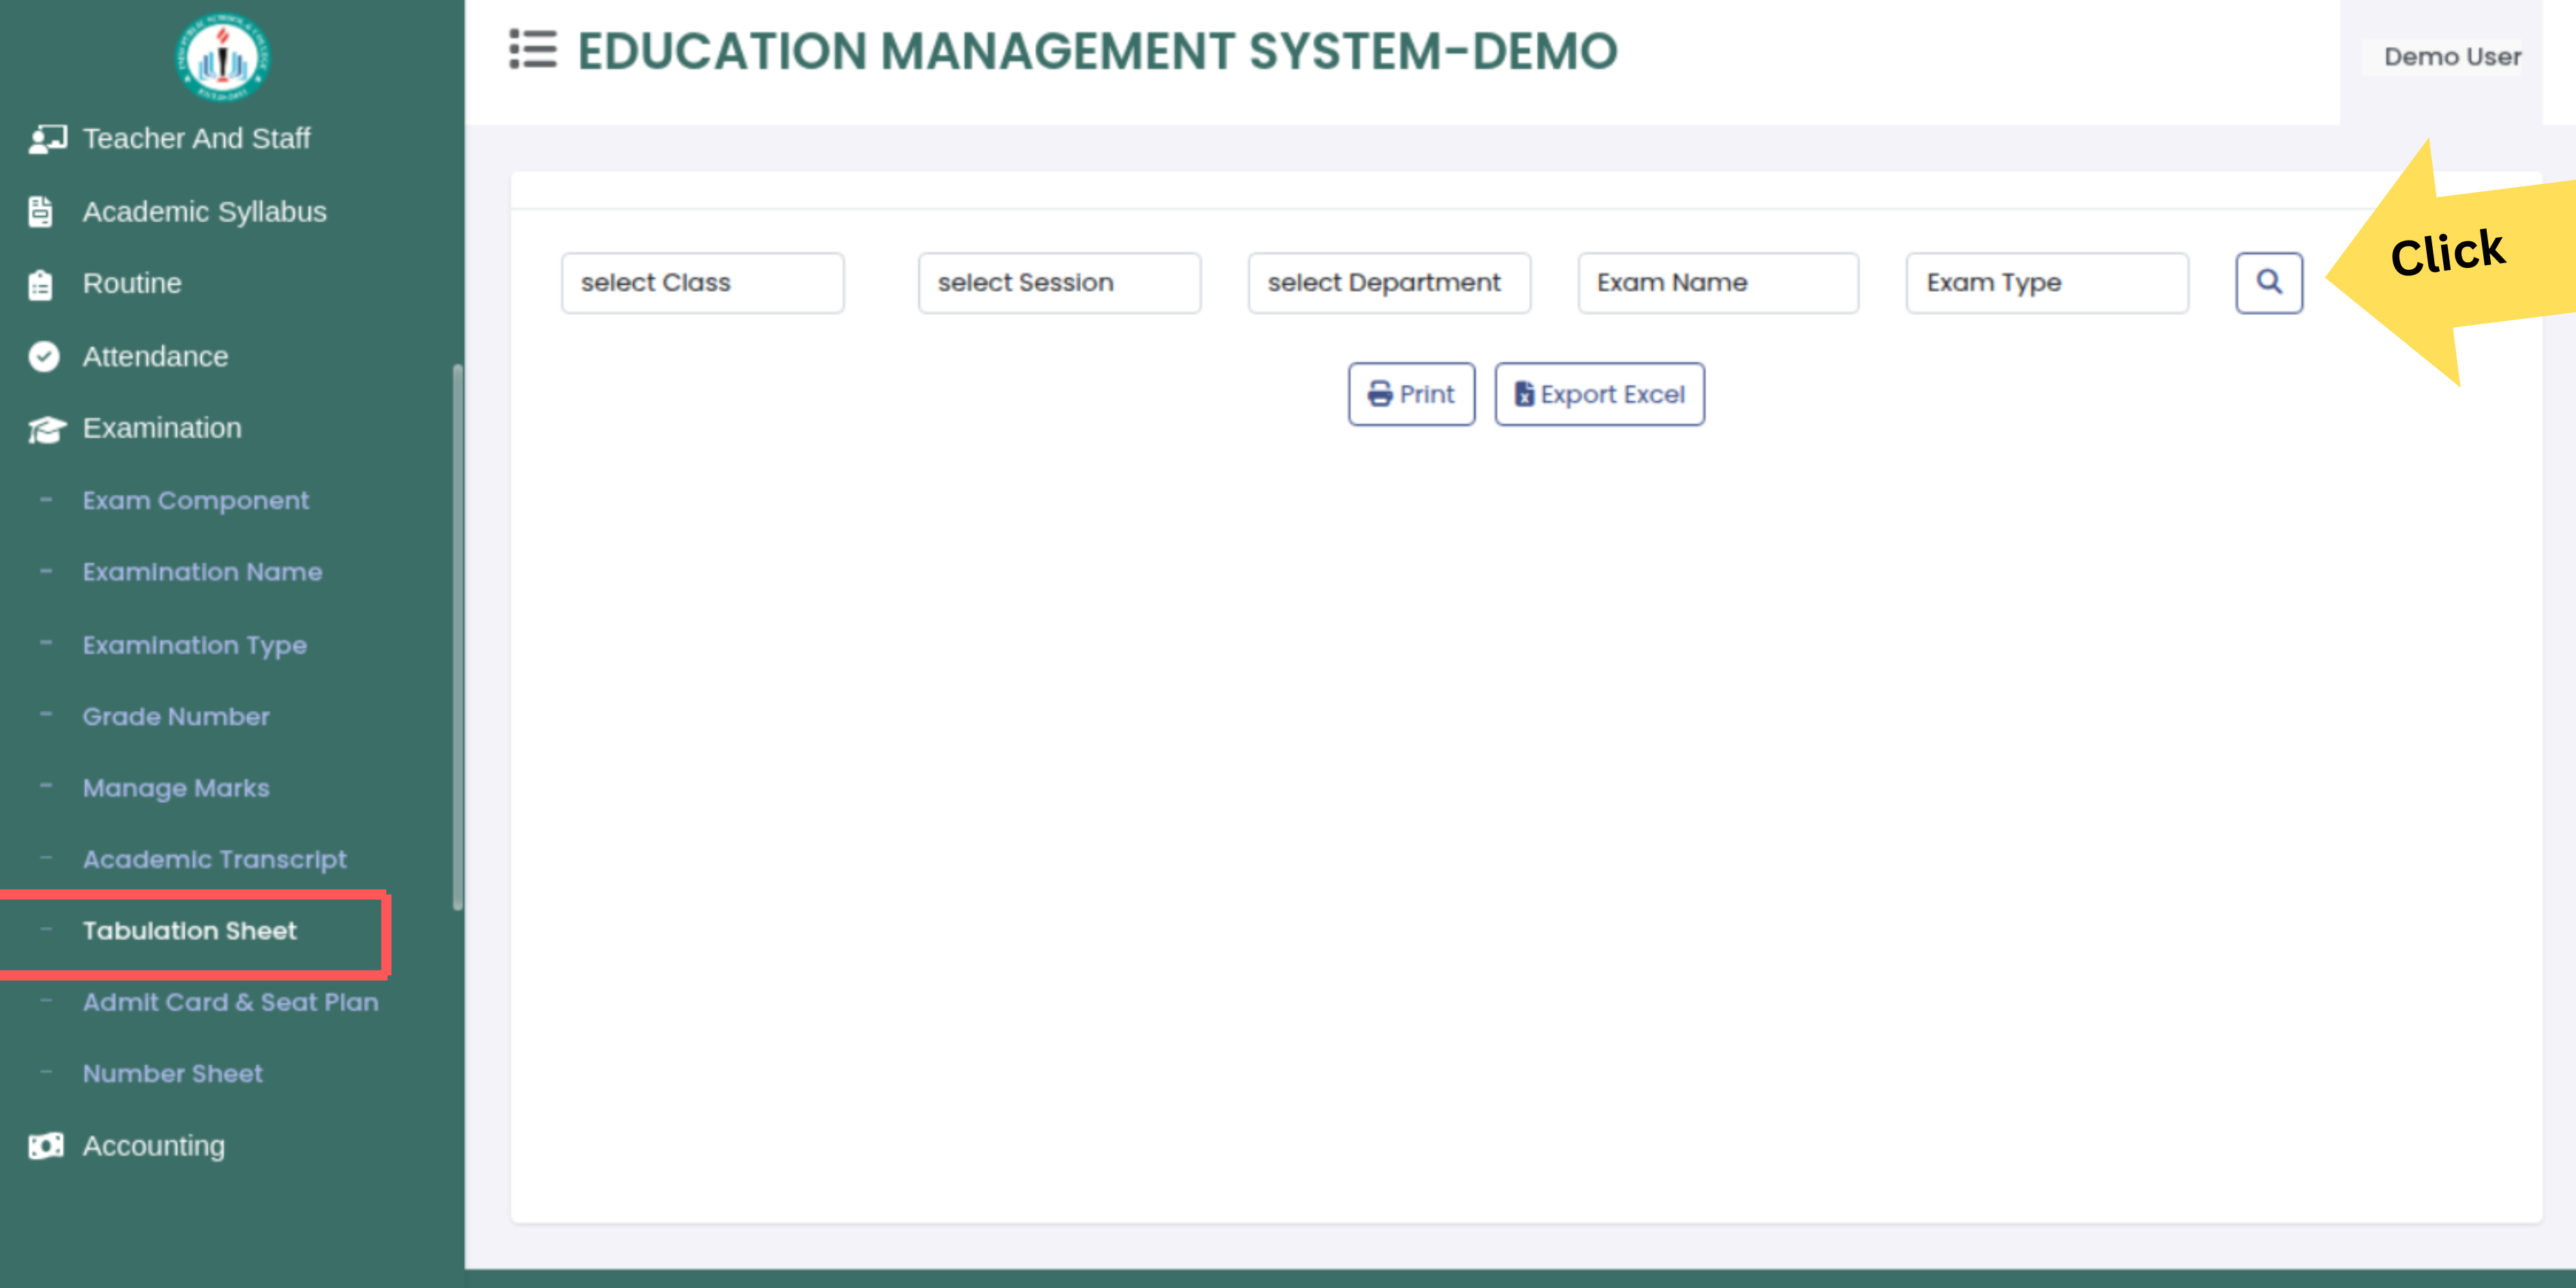 EDUCATION MANAGEMENT SYSTEM-DEMO
Demo User
Teacher And Staff
Academic Syllabus
Routine
Attendance
Examination
- Exam Component
- Examination Name
- Examination Type
- Grade Number
- Manage Marks
- Academic Transcript
- Tabulation Sheet
- Admit Card & Seat Plan
- Number Sheet
Accounting
select Class
select Session
select Department
Exam Name
Exam Type
Click
Print
Export Excel